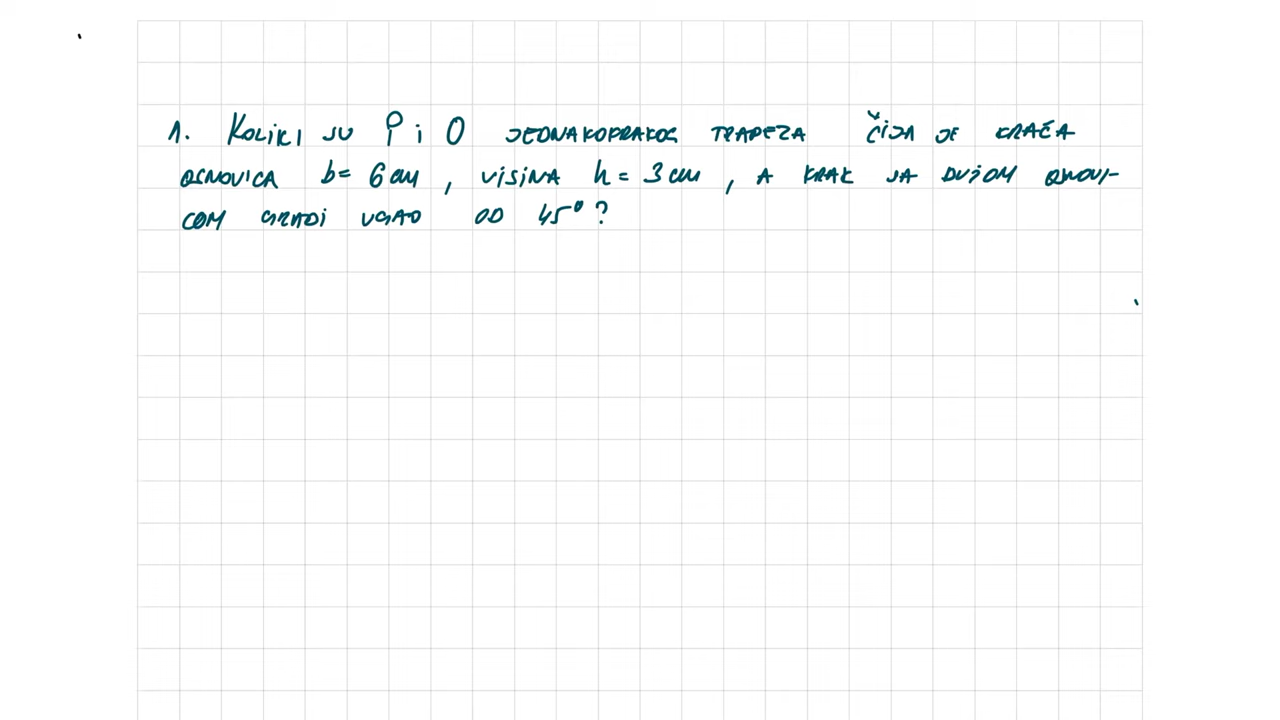 1. KOLIKI SU P i O JEDNAKOKRAKOG TRAPEZA ČIJA JE KRAĆA
OSNOVICA b= 6 cm, VISINA h = 3 cm, A KRAK SA DUŽOM OSNOVI-
COM GRADI UGAO OD 45°?